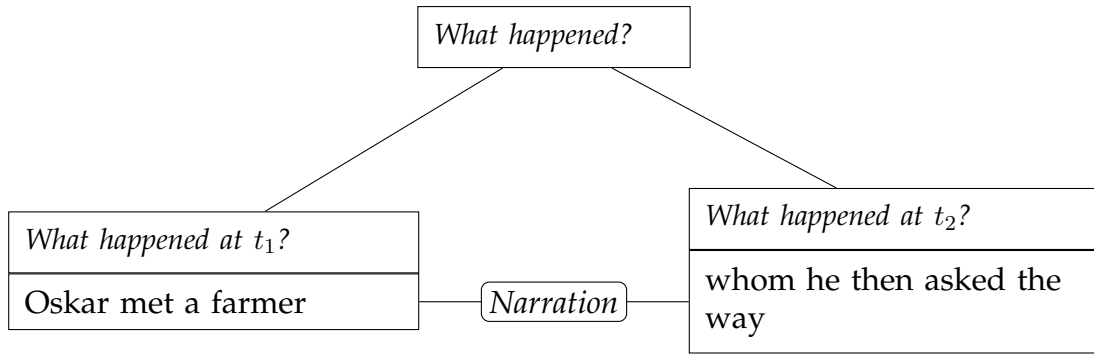 What happened?
What happened at t₁?
Oskar met a farmer
Narration
What happened at t₂?
whom he then asked the
way